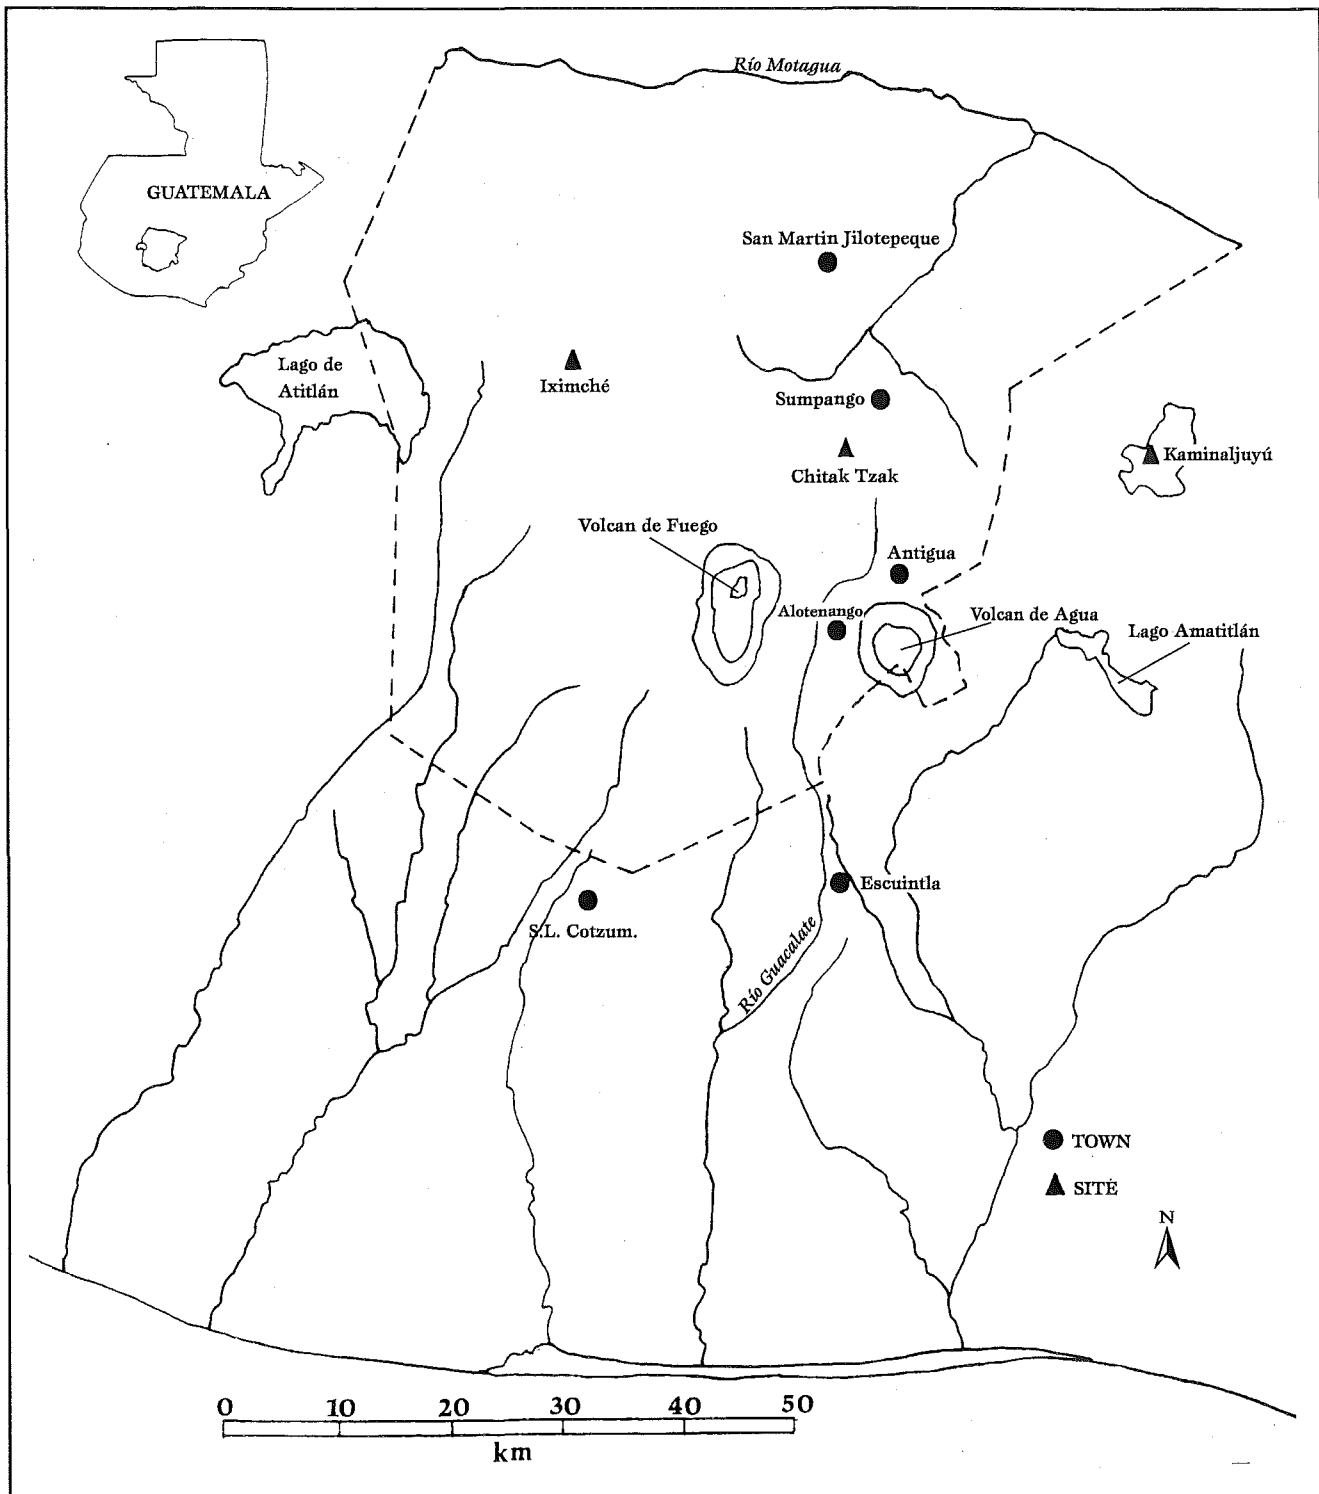 Río Motagua
GUATEMALA
San Martin Jilotepeque
Lago de
Atitlán
Iximché
Sumpango
Kaminaljuyú
Chitak Tzak
Volcan de Fuego
Antigua
Alotenango
Volcan de Agua
Lago Amatitlán
Escuintla
S.L. Cotzum.
Río Guacalate
TOWN
SITÉ
N
0 10 20 30 40 50
km